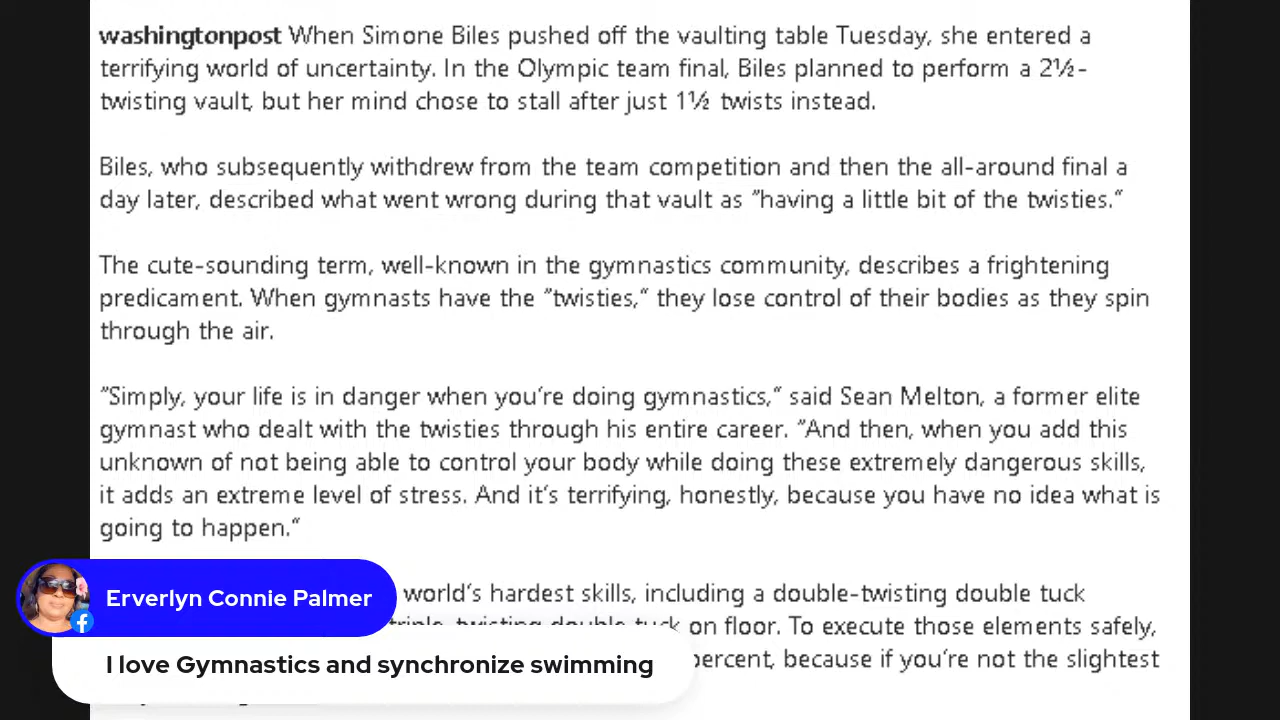 washingtonpost When Simone Biles pushed off the vaulting table Tuesday, she entered a
terrifying world of uncertainty. In the Olympic team final, Biles planned to perform a 2½-
twisting vault, but her mind chose to stall after just 1½ twists instead.
Biles, who subsequently withdrew from the team competition and then the all-around final a
day later, described what went wrong during that vault as “having a little bit of the twisties.”
The cute-sounding term, well-known in the gymnastics community, describes a frightening
predicament. When gymnasts have the “twisties,” they lose control of their bodies as they spin
through the air.
“Simply, your life is in danger when you’re doing gymnastics,” said Sean Melton, a former elite
gymnast who dealt with the twisties through his entire career. “And then, when you add this
unknown of not being able to control your body while doing these extremely dangerous skills,
it adds an extreme level of stress. And it’s terrifying, honestly, because you have no idea what is
going to happen.”
world’s hardest skills, including a double-twisting double tuck
triple-twisting double tuck on floor. To execute those elements safely,
percent, because if you’re not the slightest
Erverlyn Connie Palmer
I love Gymnastics and synchronize swimming